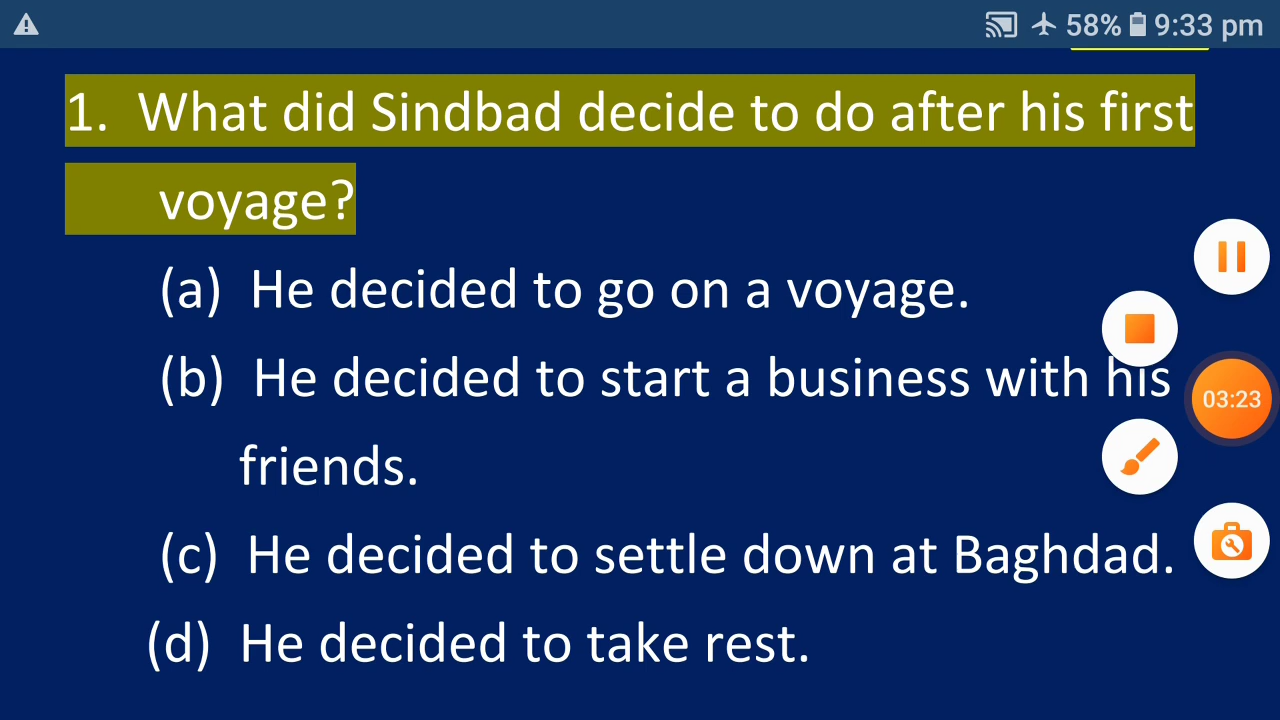 58% 9:33 pm
1. What did Sindbad decide to do after his first
voyage?
(a) He decided to go on a voyage.
(b) He decided to start a business with his
friends.
(c) He decided to settle down at Baghdad.
(d) He decided to take rest.
03:23